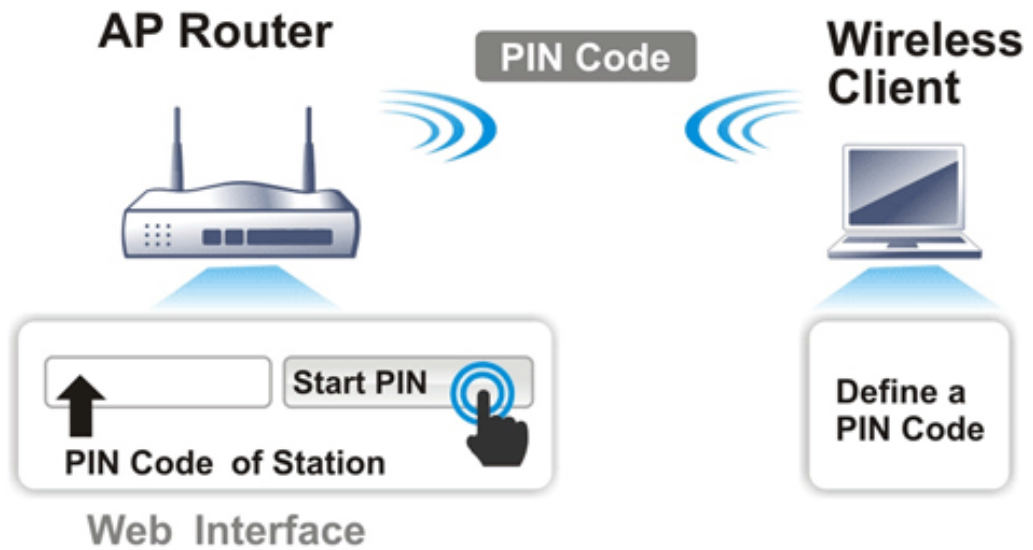 AP Router
PIN Code
Wireless
Client
Start PIN
PIN Code of Station
Define a
PIN Code
Web Interface